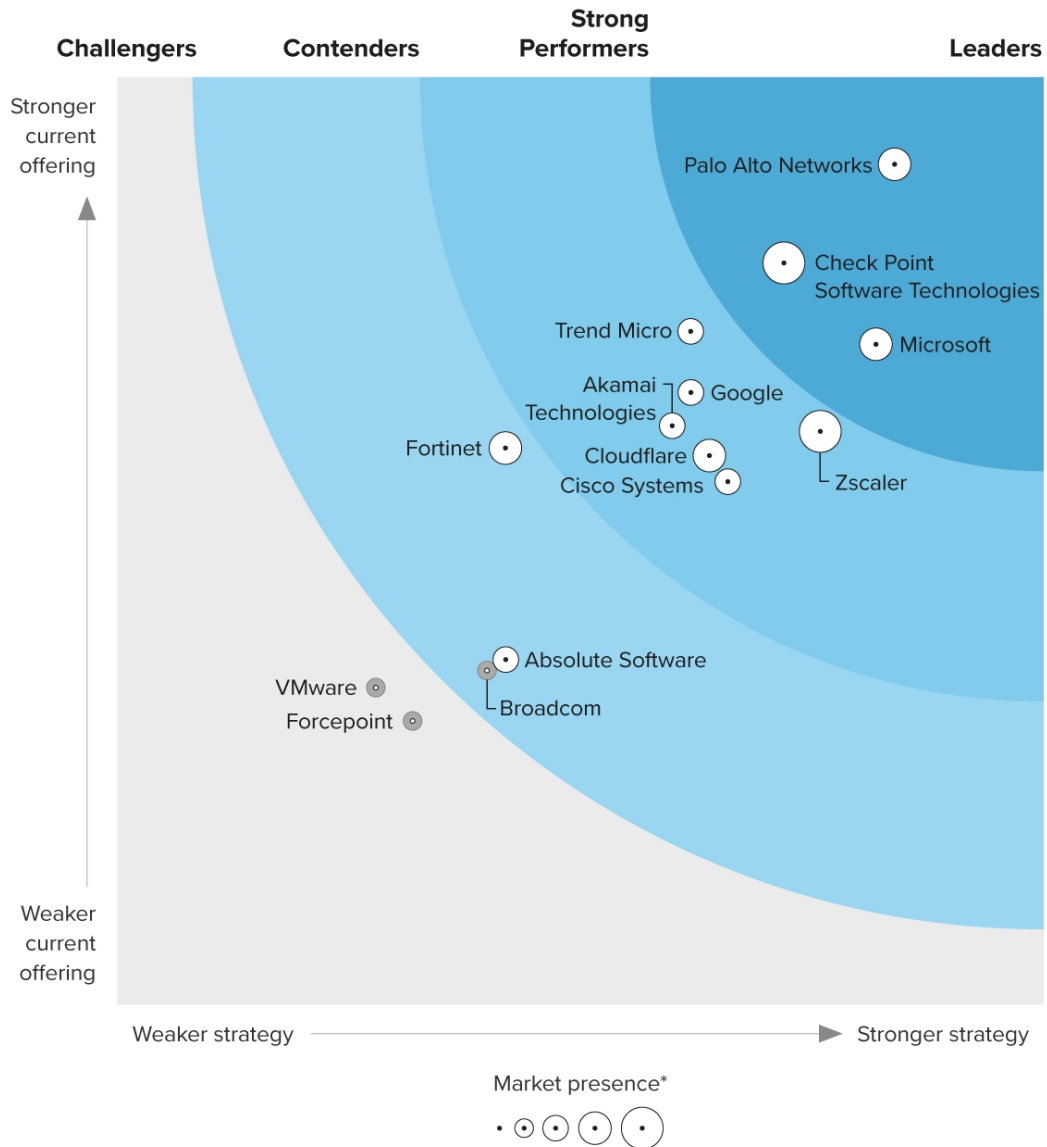 Challengers
Contenders
Strong
Performers
Leaders
Stronger
current
offering
Palo Alto Networks
Check Point
Software Technologies
Trend Micro
Microsoft
Akamai
Technologies
Google
Fortinet
Cloudflare
Cisco Systems
Zscaler
Absolute Software
VMware
Broadcom
Forcepoint
Weaker
current
offering
Weaker strategy
Stronger strategy
Market presence*